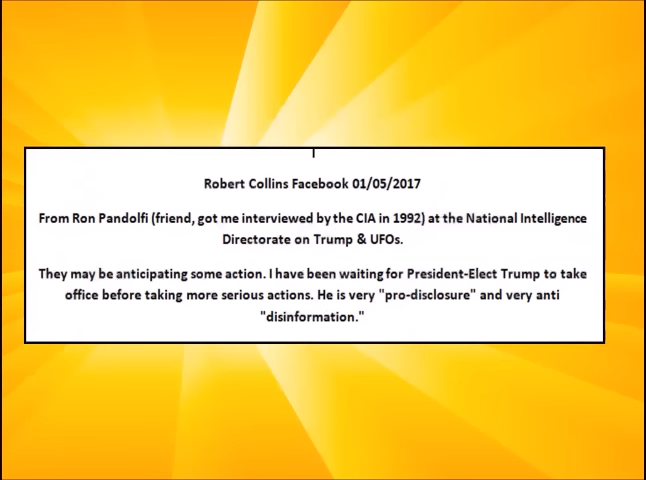 Robert Collins Facebook 01/05/2017
From Ron Pandolfi (friend, got me interviewed by the CIA in 1992) at the National Intelligence
Directorate on Trump & UFOs.
They may be anticipating some action. I have been waiting for President-Elect Trump to take
office before taking more serious actions. He is very "pro-disclosure" and very anti
"disinformation."